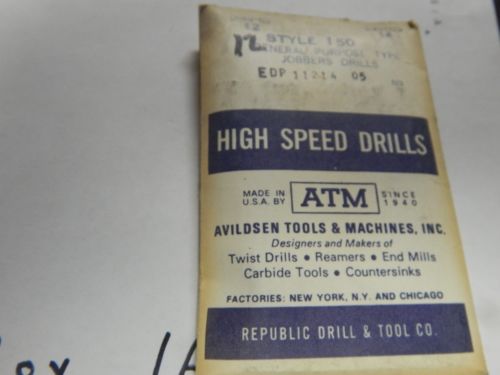 12
STYLE 150
GENERAL PURPOSE TYPE
JOBBERS DRILLS
EDP 11214 05
HIGH SPEED DRILLS
MADE IN U.S.A. BY ATM SINCE 1940
AVILDSEN TOOLS & MACHINES, INC.
Designers and Makers of
Twist Drills • Reamers • End Mills
Carbide Tools • Countersinks
FACTORIES: NEW YORK, N.Y. AND CHICAGO
REPUBLIC DRILL & TOOL CO.